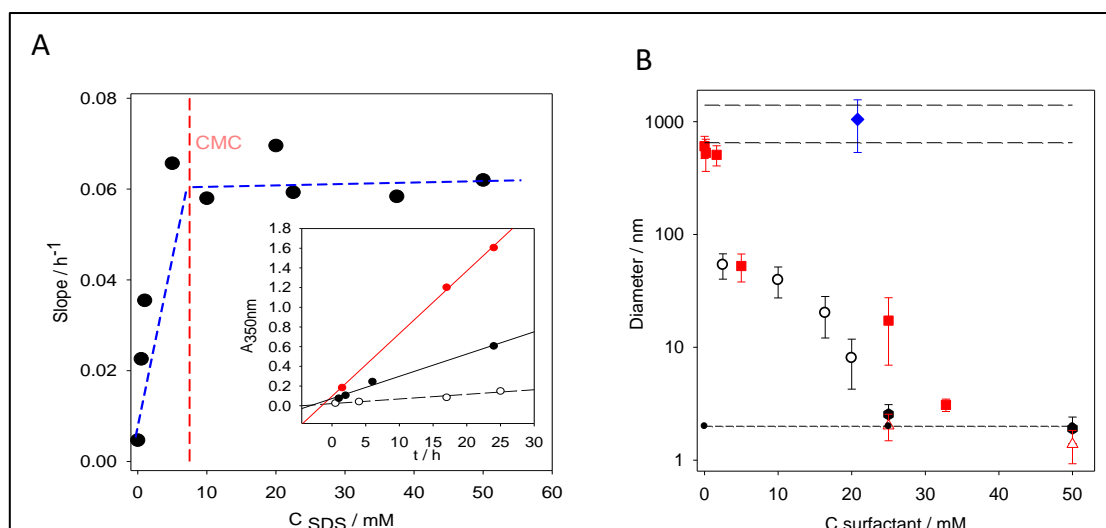 A
0.08
0.06
0.04
0.02
0.00
Slope / h⁻¹
CMC
0 10 20 30 40 50 60
C SDS / mM
1.8
1.6
1.4
1.2
1.0
0.8
0.6
0.4
0.2
0.0
A350nm
0 5 10 15 20 25 30
t / h
B
1000
100
10
1
Diameter / nm
0 10 20 30 40 50
C surfactant / mM